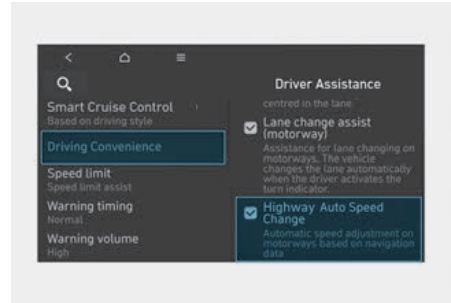 Driver Assistance
Smart Cruise Control
Based on driving style
Driving Convenience
Speed limit
Speed limit assist
Warning timing
Normal
Warning volume
High
centred in the lane
Lane change assist
(motorway)
Assistance for lane changing on
motorways. The vehicle
changes the lane automatically
when the driver activates the
turn indicator.
Highway Auto Speed
Change
Automatic speed adjustment on
motorways based on navigation
data